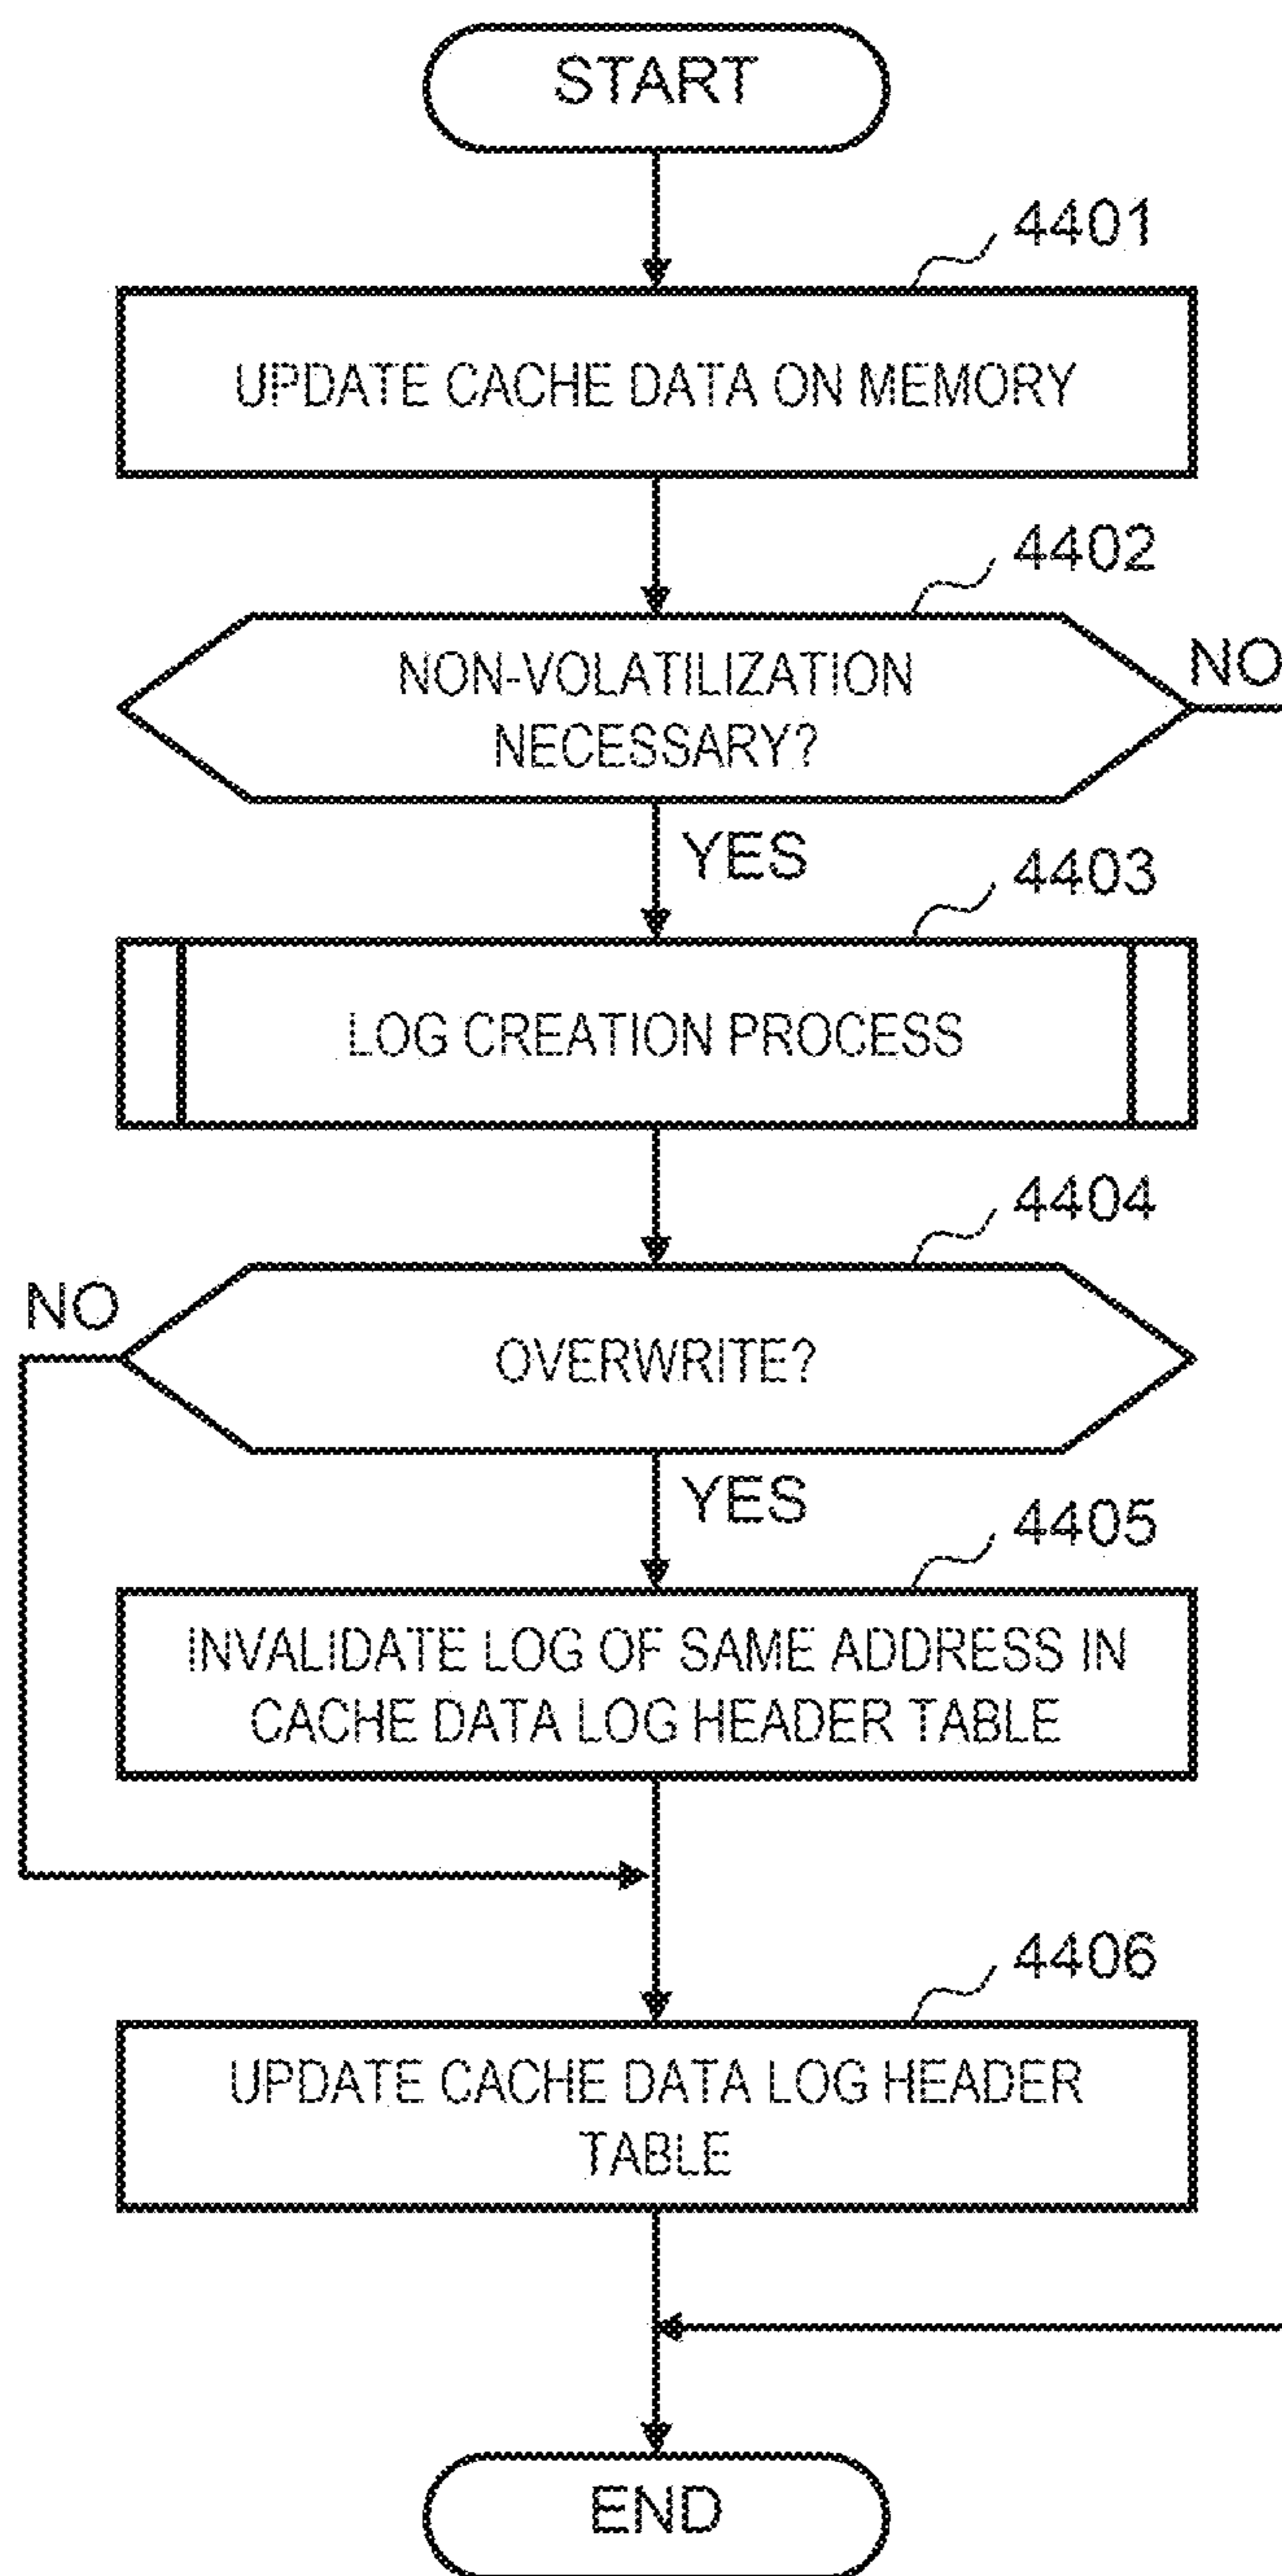 START
4401
UPDATE CACHE DATA ON MEMORY
4402
NON-VOLATILIZATION
NECESSARY?
NO
YES
4403
LOG CREATION PROCESS
4404
NO
OVERWRITE?
YES
4405
INVALIDATE LOG OF SAME ADDRESS IN
CACHE DATA LOG HEADER TABLE
4406
UPDATE CACHE DATA LOG HEADER
TABLE
END